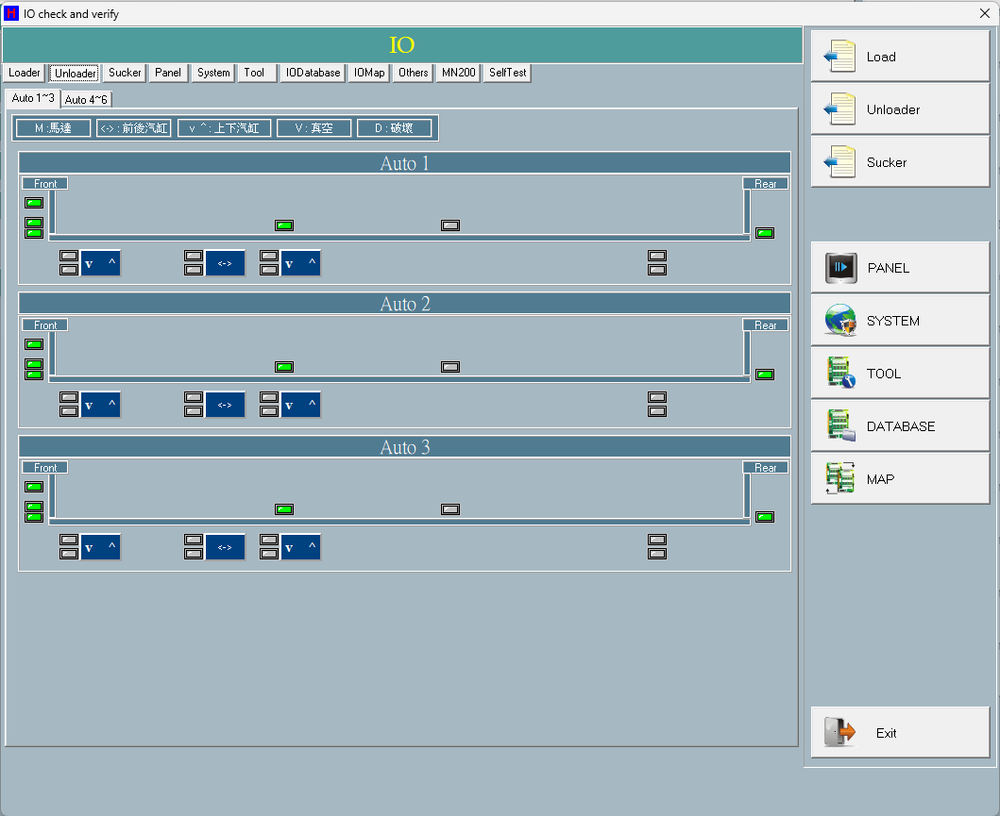 H IO check and verify
IO
Loader Unloader Sucker Panel System Tool IODatabase IOMap Others MN200 SelfTest
Auto 1~3 Auto 4~6
M :馬達 <-> : 前後汽缸 v ^ : 上下汽缸 V : 真空 D : 破壞
Auto 1
Front Rear
v ^ <-> v ^
Auto 2
Front Rear
v ^ <-> v ^
Auto 3
Front Rear
v ^ <-> v ^
Load
Unloader
Sucker
PANEL
SYSTEM
TOOL
DATABASE
MAP
Exit